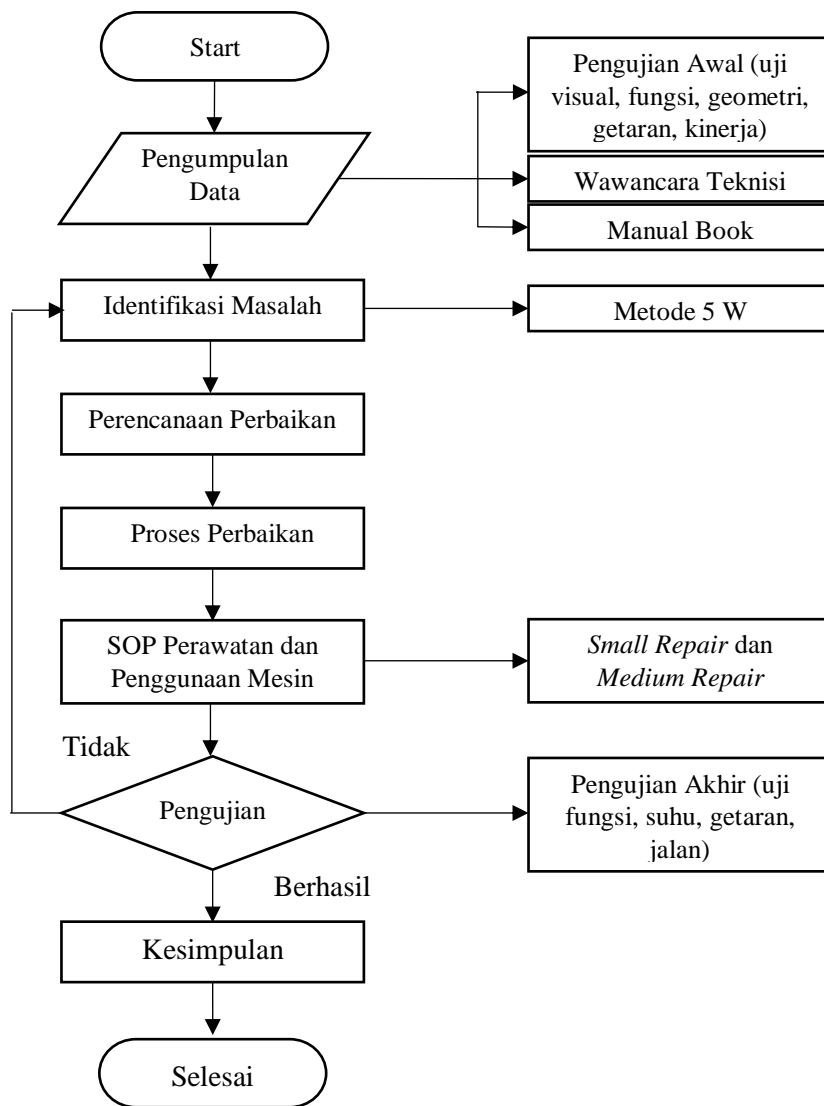 Start
Pengumpulan
Data
Pengujian Awal (uji
visual, fungsi, geometri,
getaran, kinerja)
Wawancara Teknisi
Manual Book
Identifikasi Masalah
Metode 5 W
Perencanaan Perbaikan
Proses Perbaikan
SOP Perawatan dan
Penggunaan Mesin
Small Repair dan
Medium Repair
Tidak
Pengujian
Pengujian Akhir (uji
fungsi, suhu, getaran,
jalan)
Berhasil
Kesimpulan
Selesai